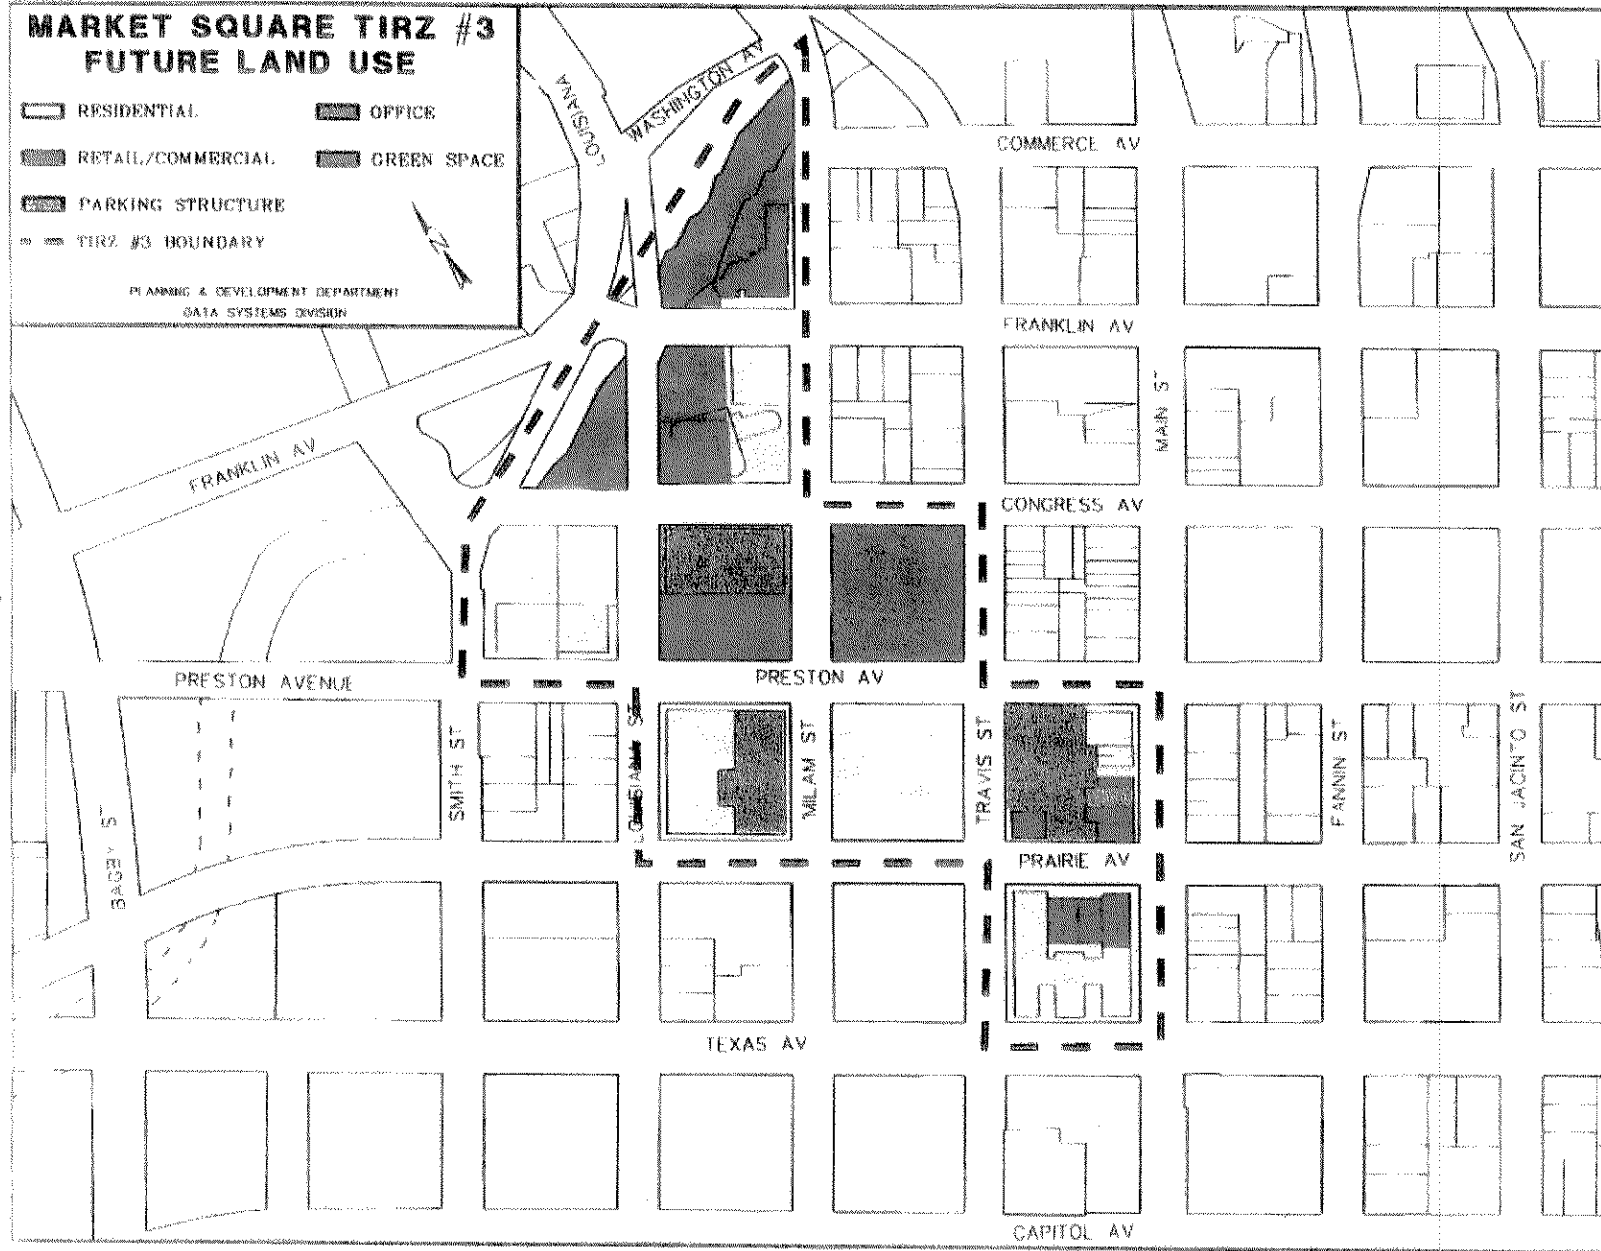 MARKET SQUARE TIRZ #3
FUTURE LAND USE
RESIDENTIAL
OFFICE
RETAIL/COMMERCIAL
GREEN SPACE
PARKING STRUCTURE
TIRZ #3 BOUNDARY
N
PLANNING & DEVELOPMENT DEPARTMENT
DATA SYSTEMS DIVISION
LOUISIANA
WASHINGTON AV
COMMERCE AV
FRANKLIN AV
MAIN ST
FRANKLIN AV
CONGRESS AV
PRESTON AVENUE
PRESTON AV
SMITH ST
LOUISIANA ST
MILAM ST
TRAVIS ST
FANNIN ST
SAN JACINTO ST
BAGBY S
PRAIRIE AV
TEXAS AV
CAPITOL AV